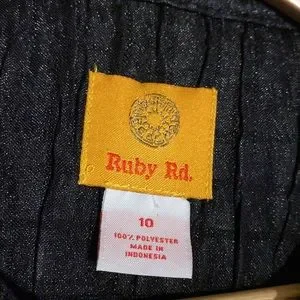 Ruby Rd.
10
100% POLYESTER
MADE IN
INDONESIA